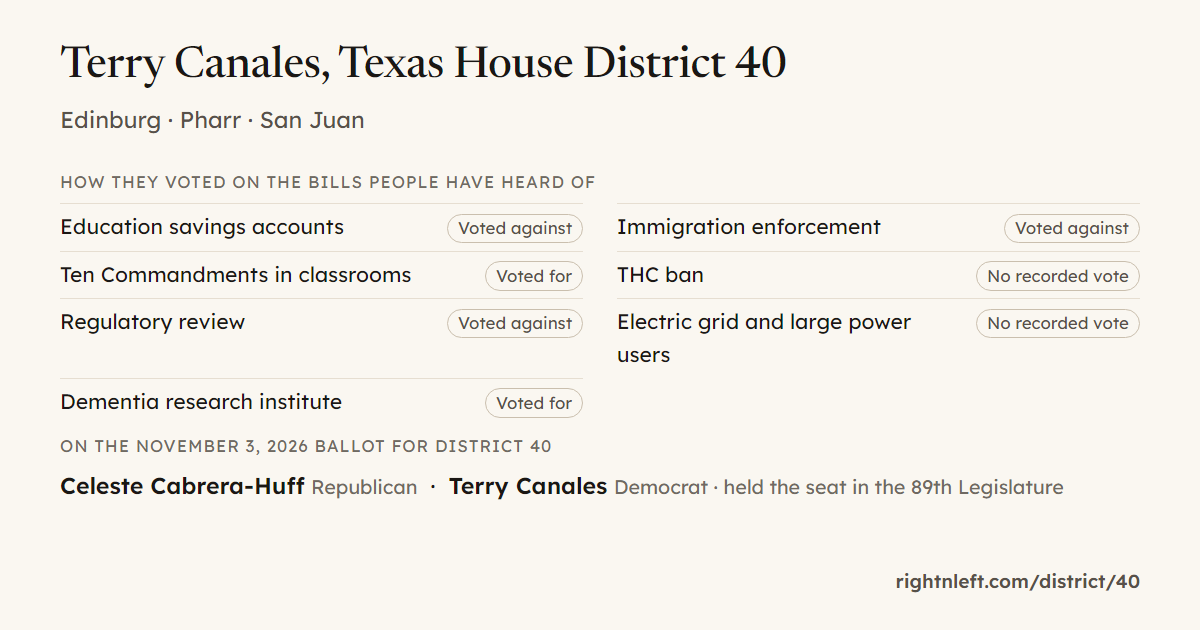 Terry Canales, Texas House District 40
Edinburg · Pharr · San Juan
HOW THEY VOTED ON THE BILLS PEOPLE HAVE HEARD OF
Education savings accounts Voted against
Immigration enforcement Voted against
Ten Commandments in classrooms Voted for
THC ban No recorded vote
Regulatory review Voted against
Electric grid and large power No recorded vote
users
Dementia research institute Voted for
ON THE NOVEMBER 3, 2026 BALLOT FOR DISTRICT 40
Celeste Cabrera-Huff Republican · Terry Canales Democrat · held the seat in the 89th Legislature
rightnleft.com/district/40